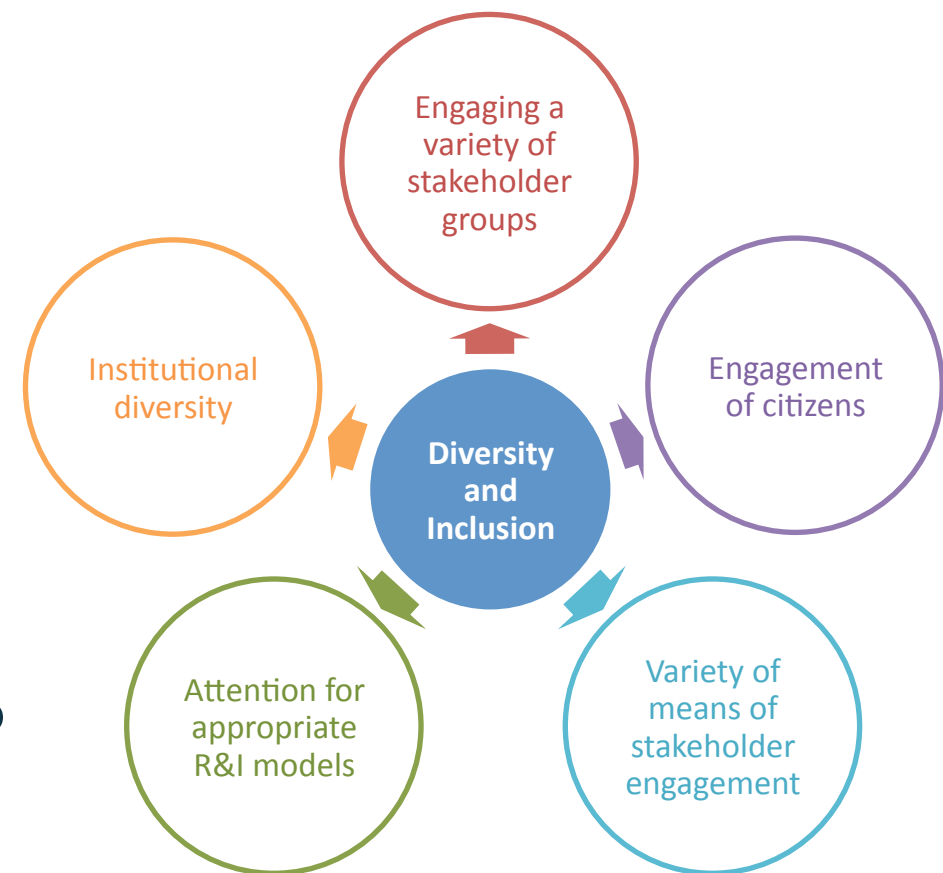 Engaging a
variety of
stakeholder
groups
Institutional
diversity
Engagement
of citizens
Diversity
and
Inclusion
Attention for
appropriate
R&I models
Variety of
means of
stakeholder
engagement